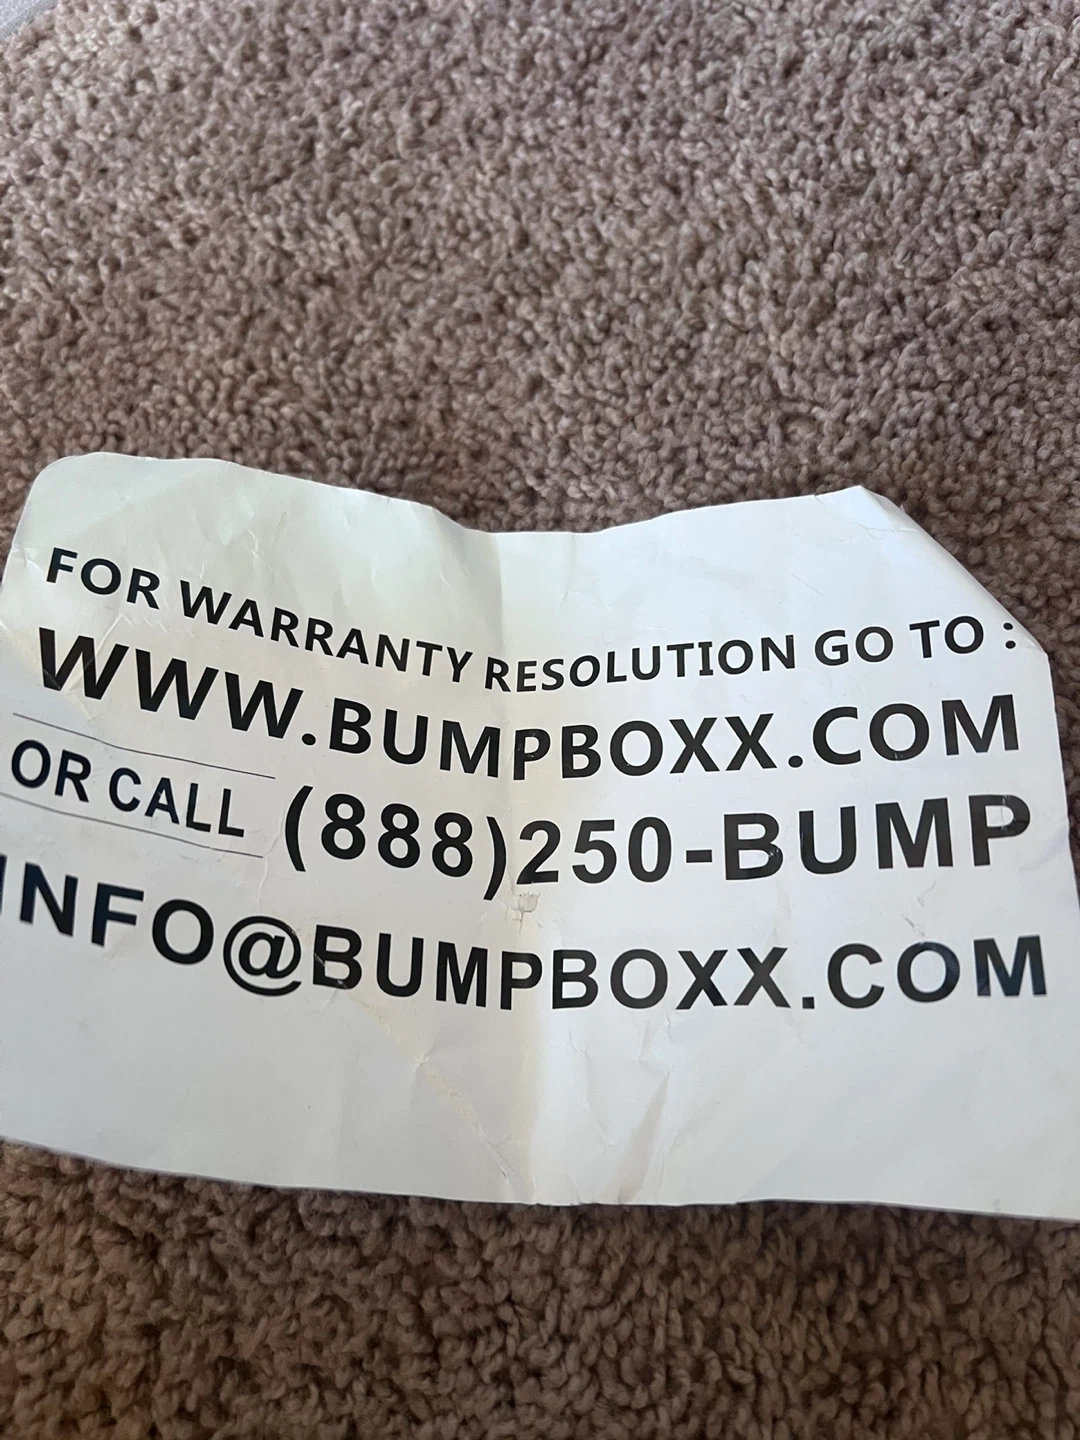 FOR WARRANTY RESOLUTION GO TO :
WWW.BUMPBOXX.COM
OR CALL (888)250-BUMP
INFO@BUMPBOXX.COM